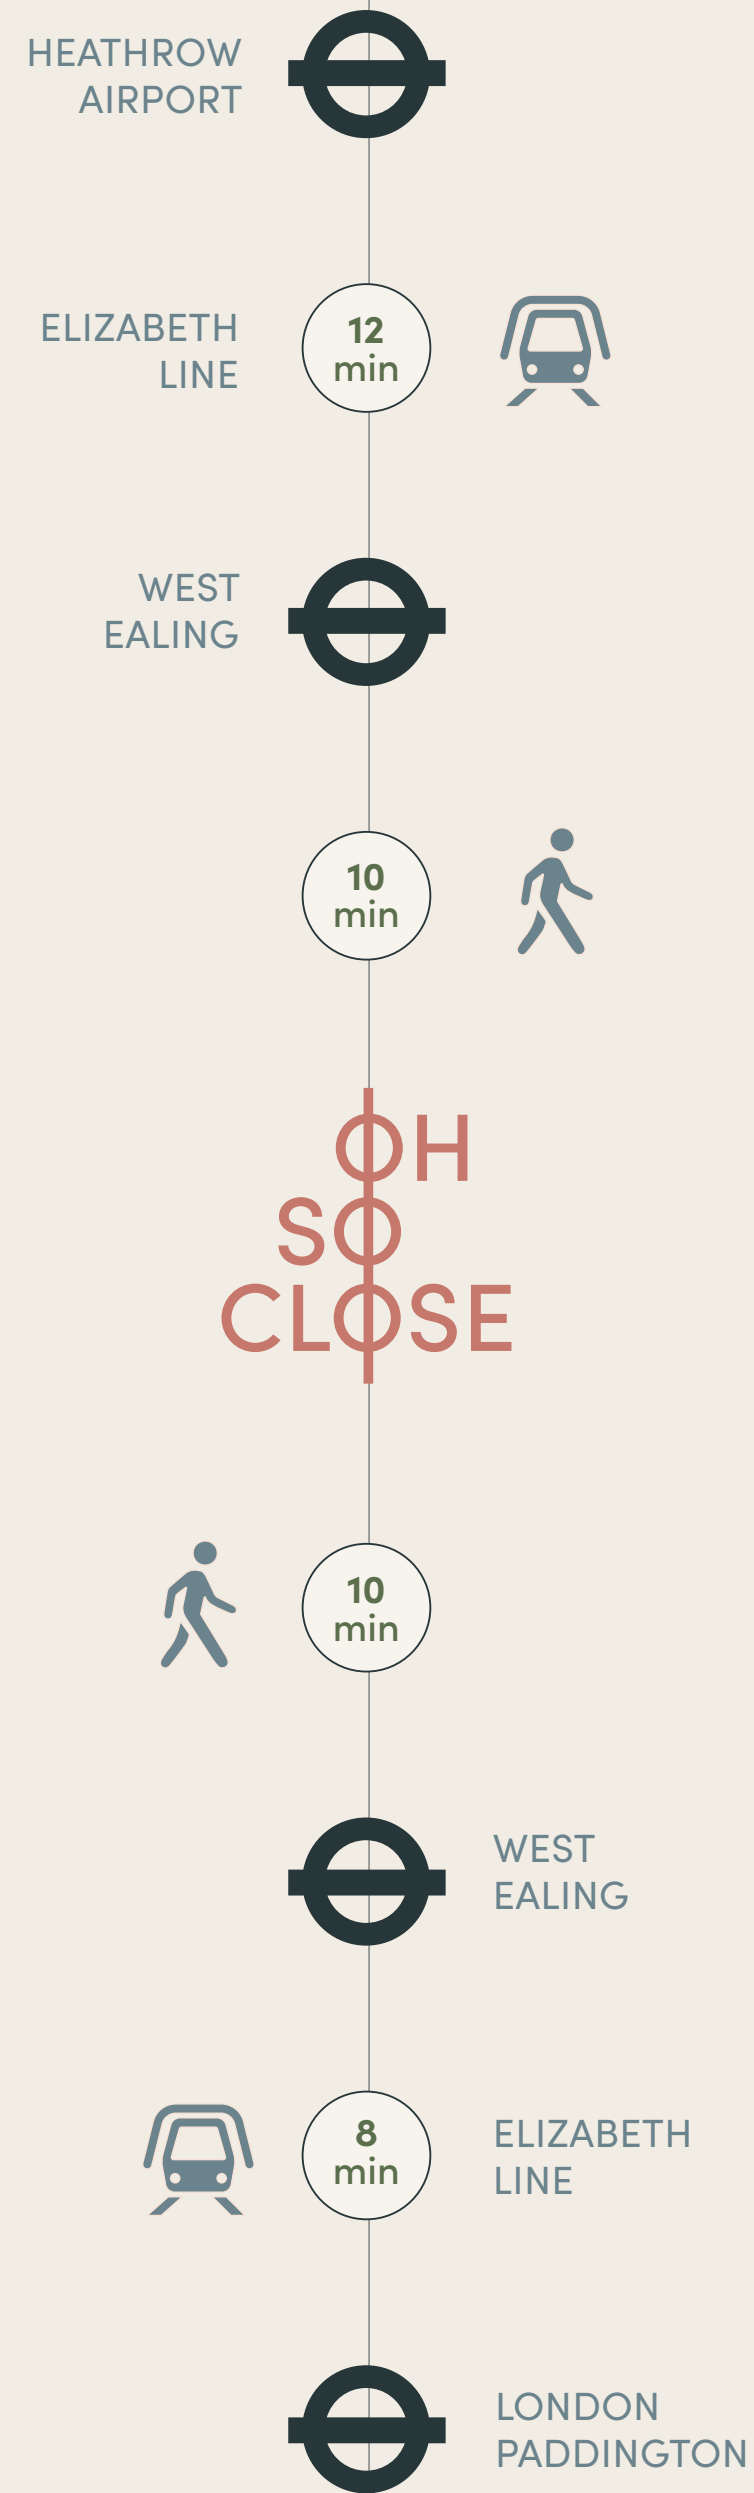 HEATHROW
AIRPORT
ELIZABETH
LINE
12
min
WEST
EALING
10
min
OH
SO
CLOSE
10
min
WEST
EALING
8
min
ELIZABETH
LINE
LONDON
PADDINGTON